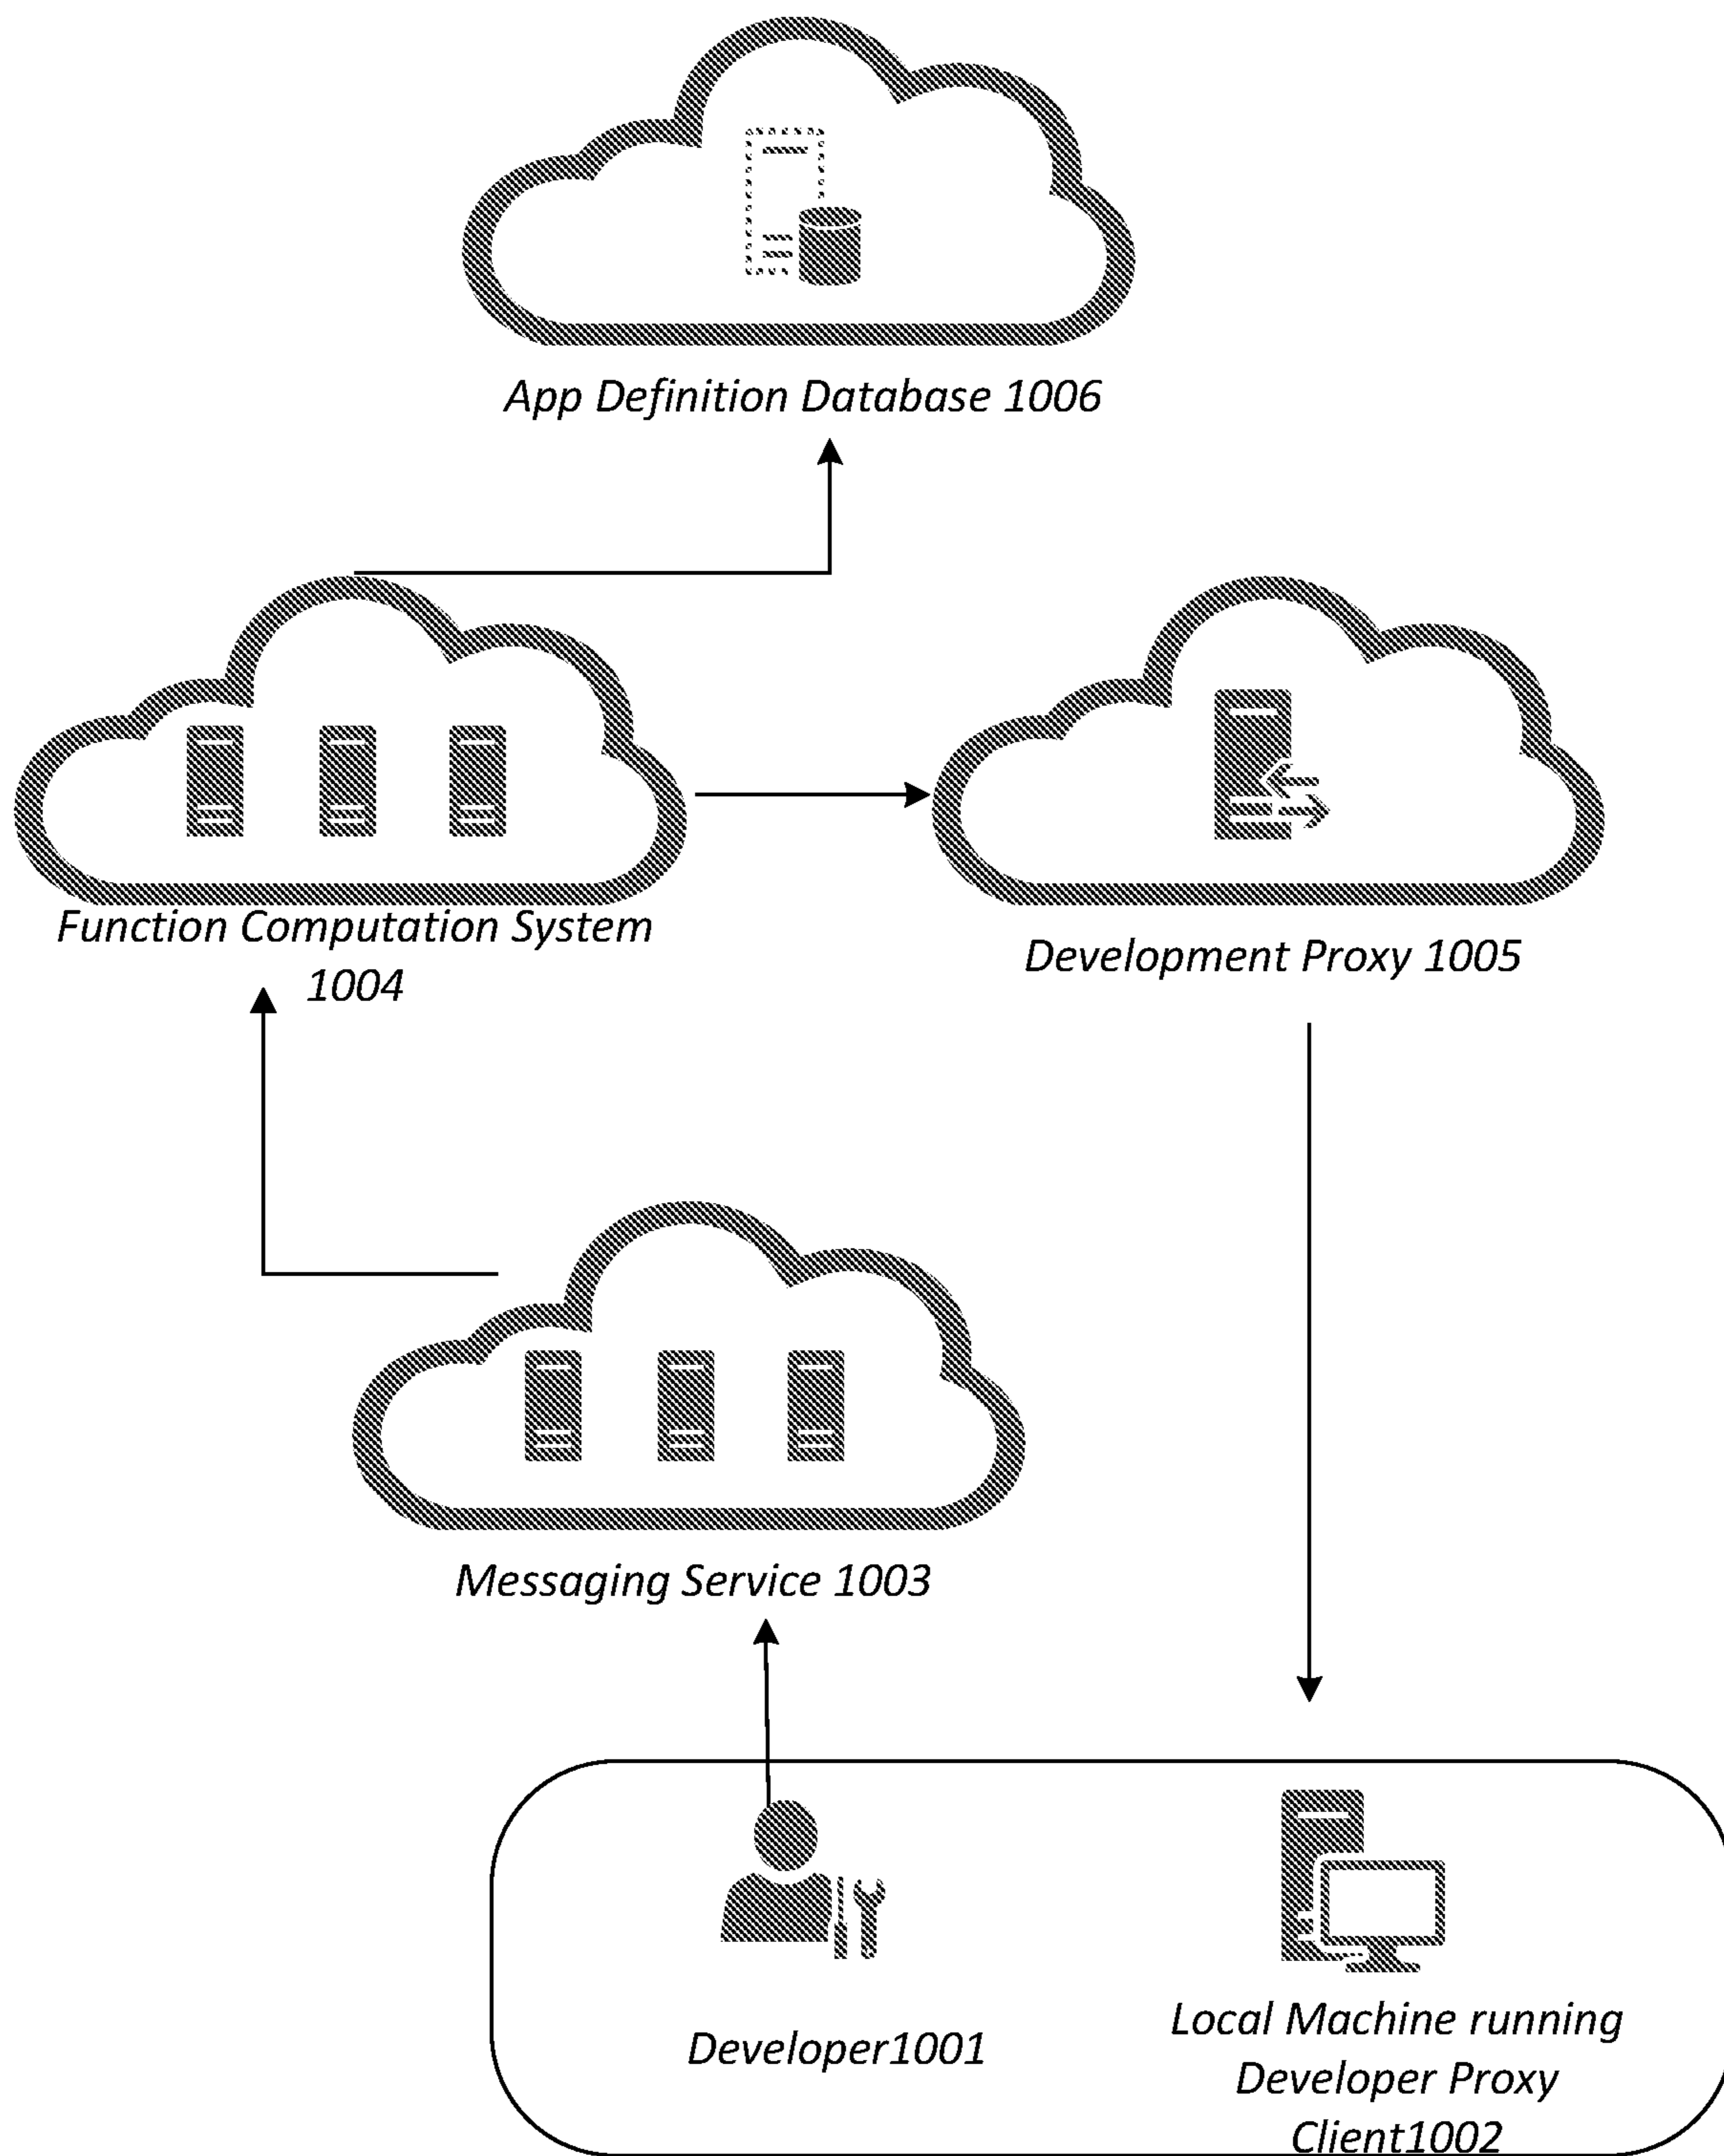 App Definition Database 1006
Function Computation System
1004
Development Proxy 1005
Messaging Service 1003
Developer1001
Local Machine running
Developer Proxy
Client1002